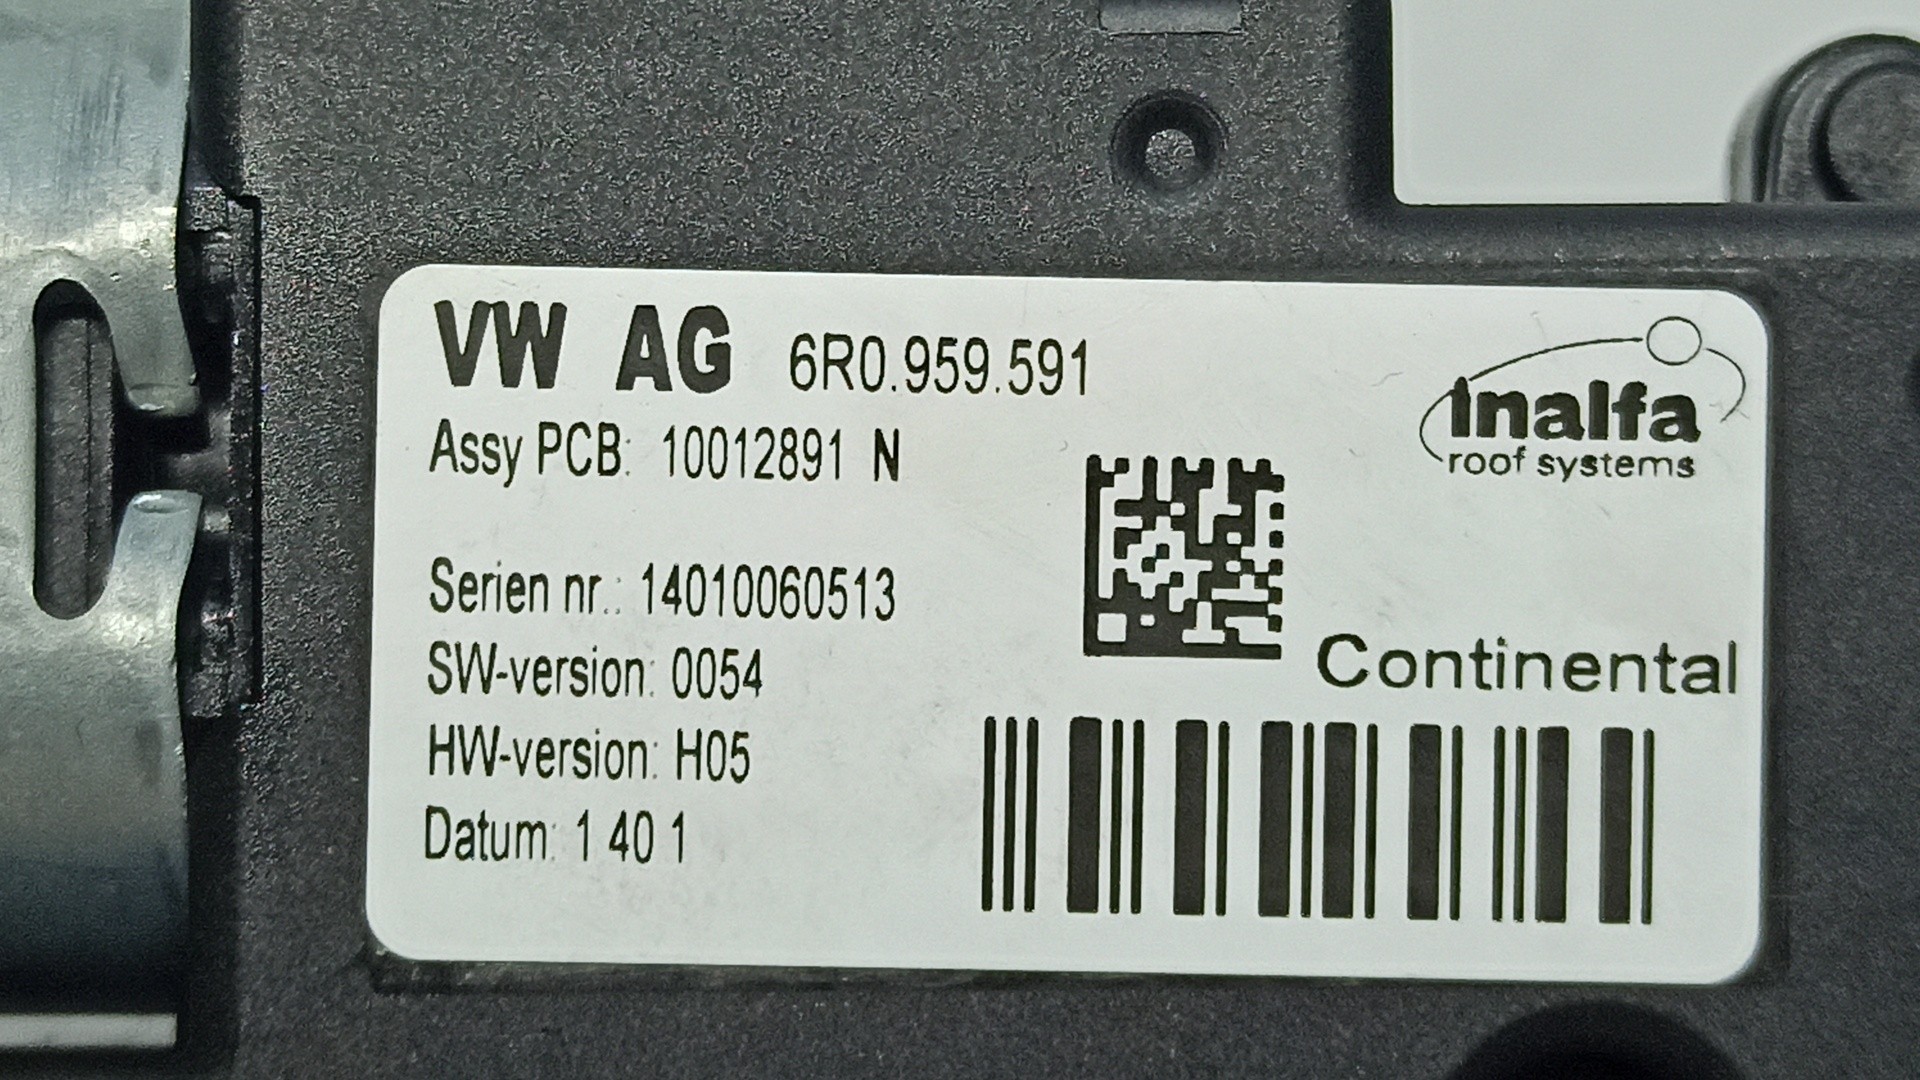 VW AG 6R0.959.591
Inalfa
roof systems
Assy PCB: 10012891 N
Serien nr.: 14010060513
SW-version: 0054
Continental
HW-version: H05
Datum: 1 40 1